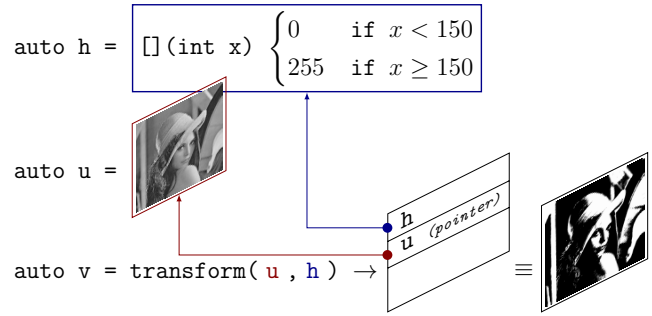 auto h = [](int x) { 0 if x < 150
255 if x ≥ 150
auto u =
h
u (pointer)
auto v = transform( u , h ) → ≡